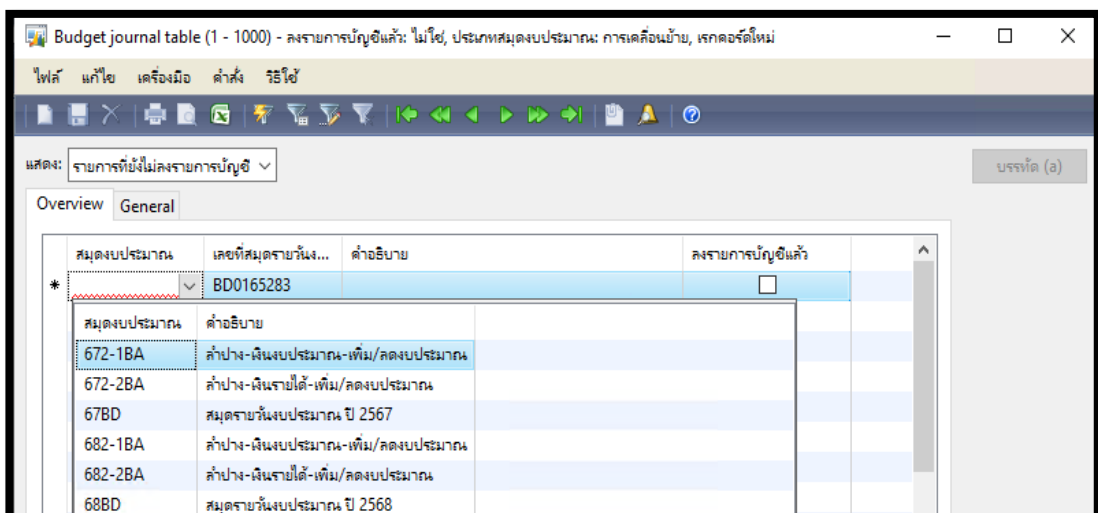 Budget journal table (1 - 1000) - ลงรายการบัญชีแล้ว: ไม่ใช่, ประเภทสมุดงบประมาณ: การเคลื่อนย้าย, เรกคอร์ดใหม่
ไฟล์ แก้ไข เครื่องมือ คำสั่ง วิธีใช้
แสดง: รายการที่ยังไม่ลงรายการบัญชี บรรทัด (a)
Overview General
สมุดงบประมาณ เลขที่สมุดรายวันง... คำอธิบาย ลงรายการบัญชีแล้ว
* BD0165283
สมุดงบประมาณ คำอธิบาย
672-1BA ลำปาง-เงินงบประมาณ-เพิ่ม/ลดงบประมาณ
672-2BA ลำปาง-เงินรายได้-เพิ่ม/ลดงบประมาณ
67BD สมุดรายวันงบประมาณ ปี 2567
682-1BA ลำปาง-เงินงบประมาณ-เพิ่ม/ลดงบประมาณ
682-2BA ลำปาง-เงินรายได้-เพิ่ม/ลดงบประมาณ
68BD สมุดรายวันงบประมาณ ปี 2568